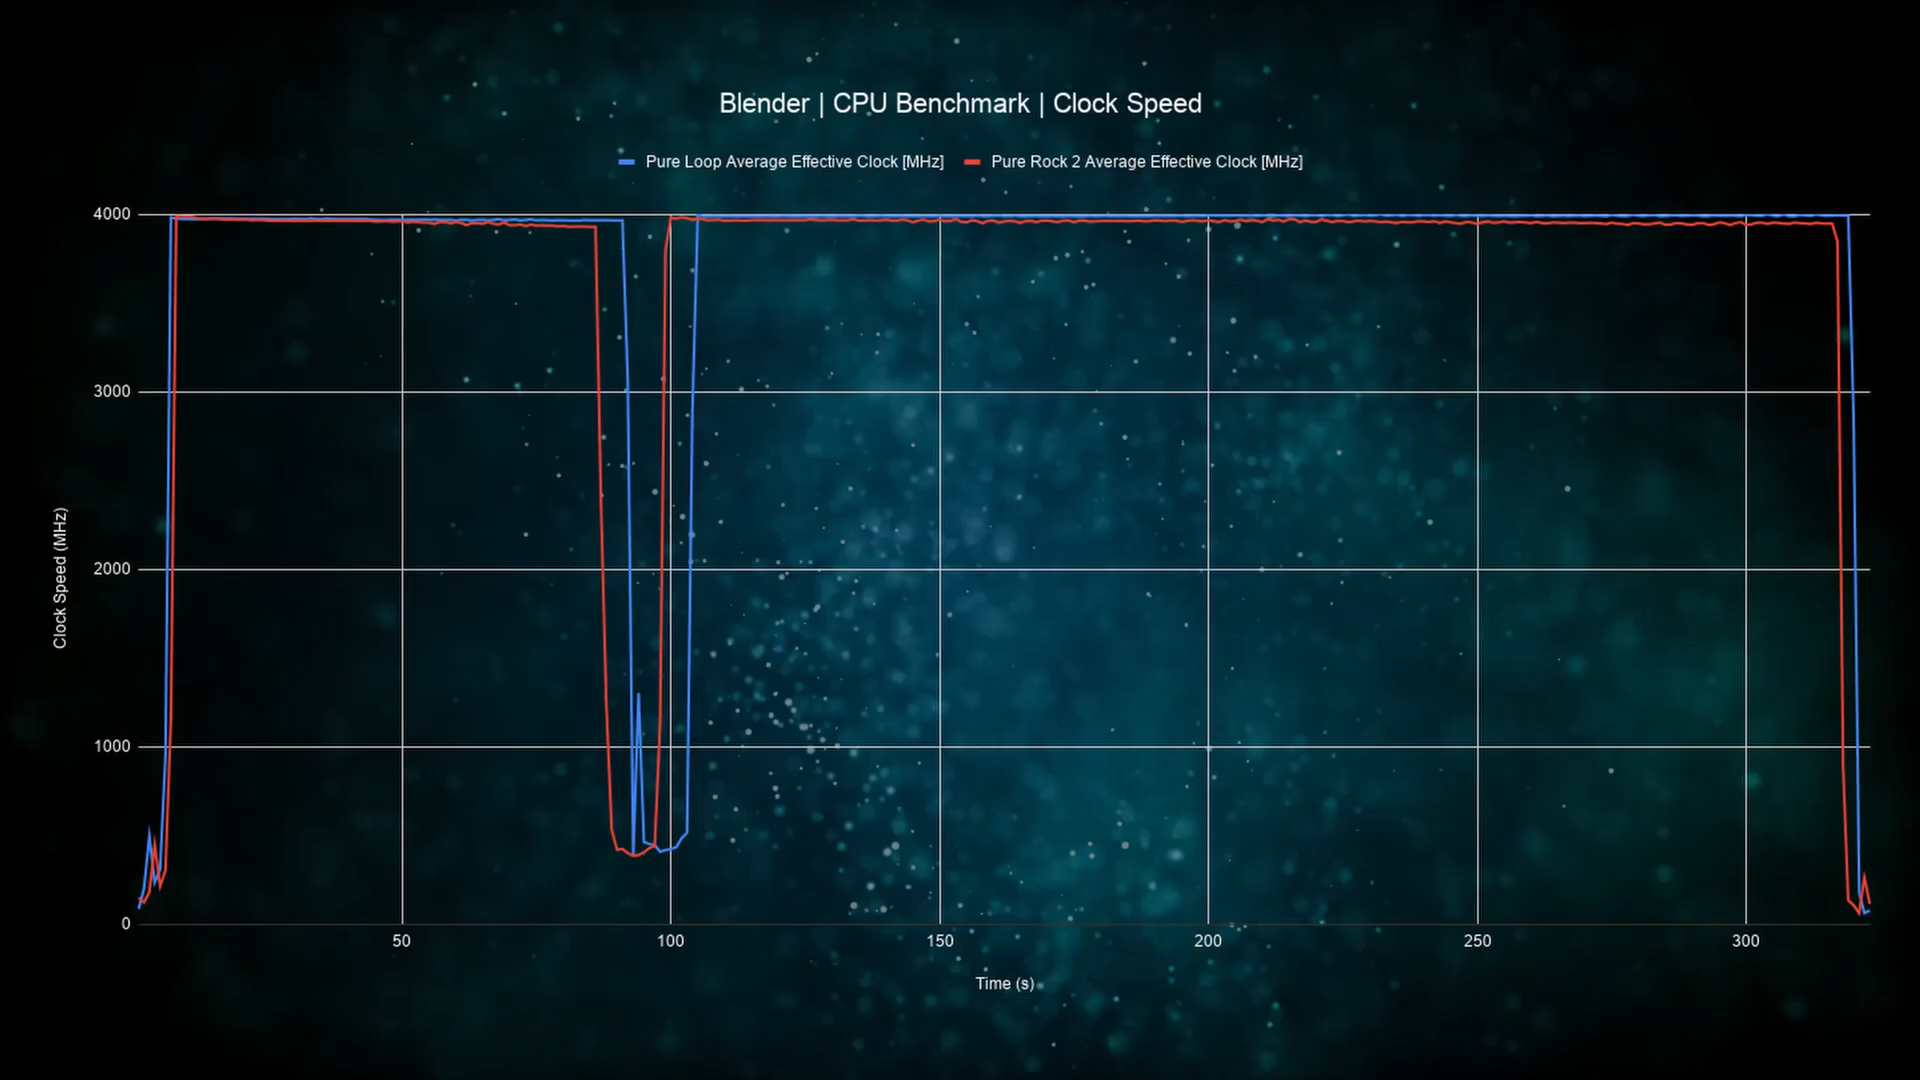 Blender | CPU Benchmark | Clock Speed
Pure Loop Average Effective Clock [MHz] Pure Rock 2 Average Effective Clock [MHz]
4000
3000
2000
1000
0
Clock Speed (MHz)
50 100 150 200 250 300
Time (s)